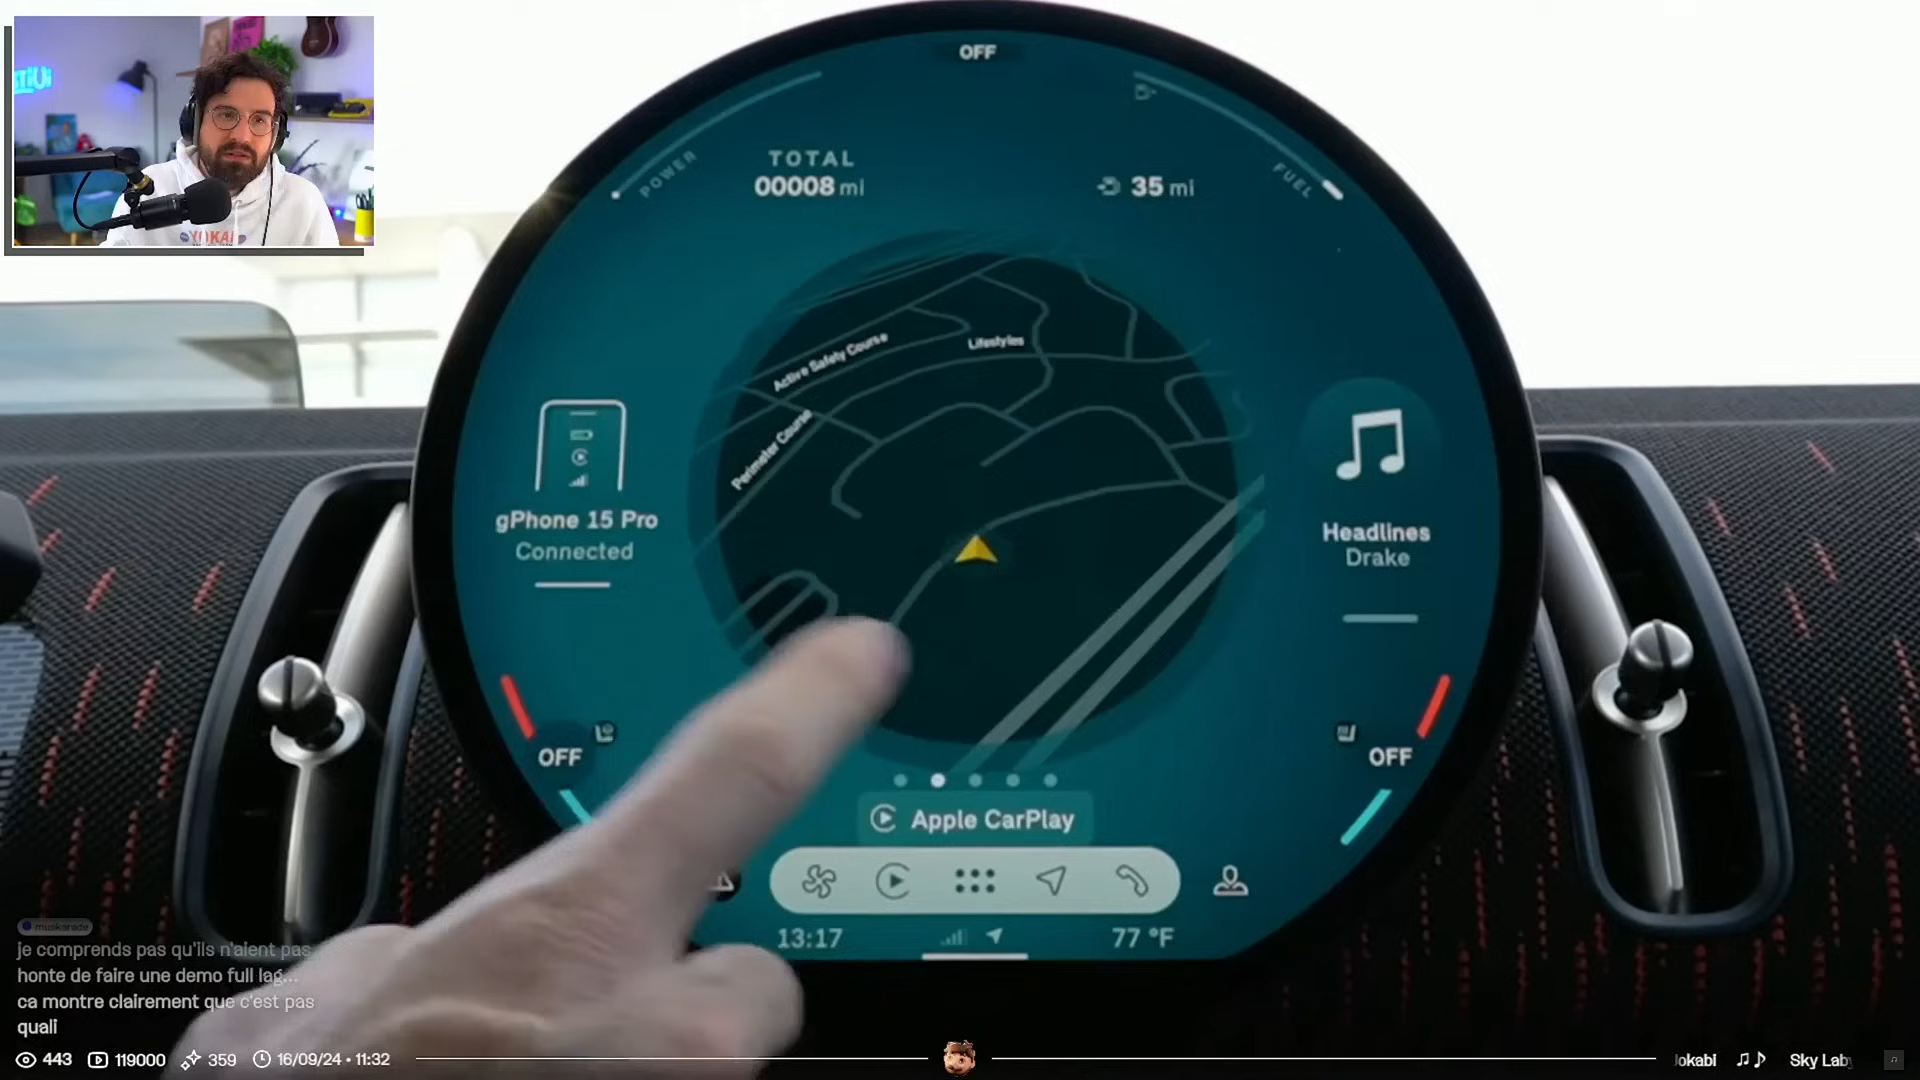 OFF
POWER
TOTAL
00008 mi
35 mi
FUEL
Active Safety Course
Lifestyles
Perimeter Course
gPhone 15 Pro
Connected
Headlines
Drake
OFF
OFF
Apple CarPlay
13:17
77 °F
YOKAI
muskarade
je comprends pas qu'ils n'aient pas
honte de faire une demo full lag...
ca montre clairement que c'est pas
quali
443
119000
359
16/09/24 • 11:32
Sky Lab